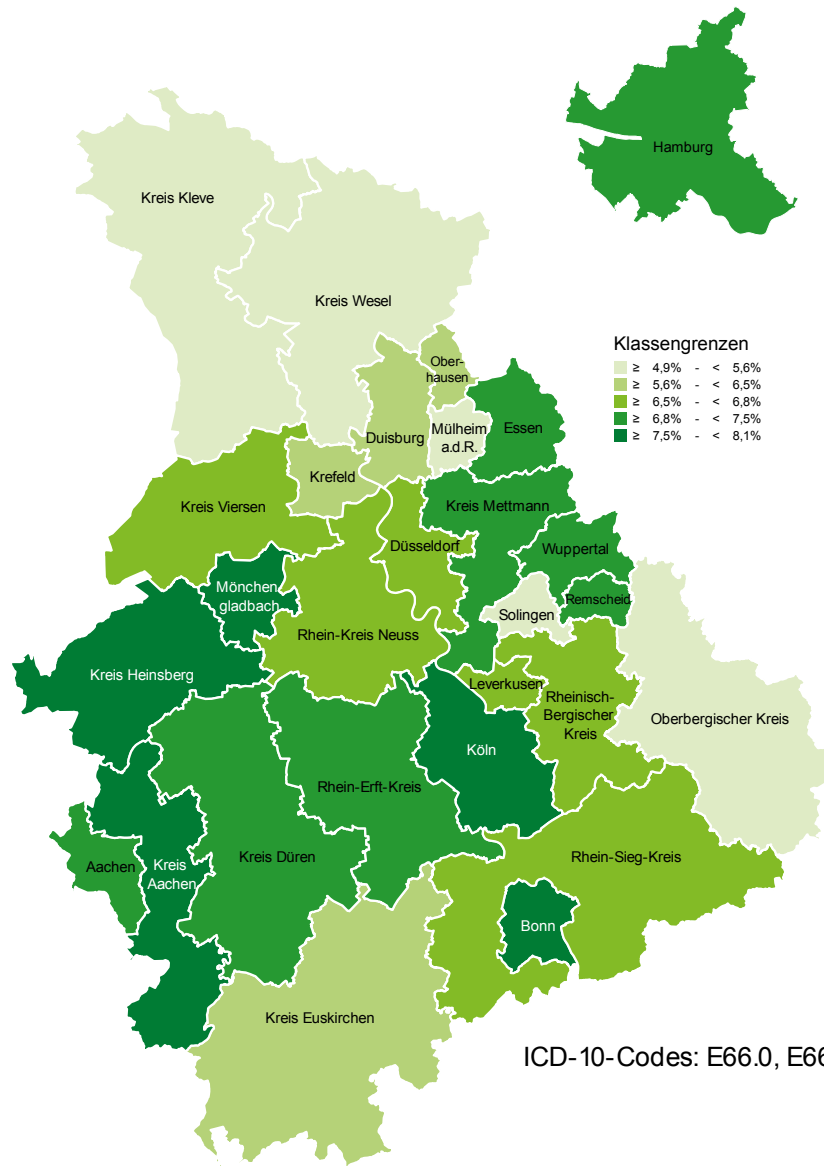 Hamburg
Kreis Kleve
Kreis Wesel
Klassengrenzen
≥ 4,9% - < 5,6%
≥ 5,6% - < 6,5%
≥ 6,5% - < 6,8%
≥ 6,8% - < 7,5%
≥ 7,5% - < 8,1%
Ober-
hausen
Duisburg
Mülheim
a.d.R.
Essen
Krefeld
Kreis Viersen
Kreis Mettmann
Düsseldorf
Wuppertal
Mönchen
gladbach
Remscheid
Solingen
Rhein-Kreis Neuss
Kreis Heinsberg
Leverkusen
Rheinisch-
Bergischer
Kreis
Oberbergischer Kreis
Köln
Rhein-Erft-Kreis
Kreis Düren
Aachen
Kreis
Aachen
Rhein-Sieg-Kreis
Bonn
Kreis Euskirchen
ICD-10-Codes: E66.0, E66